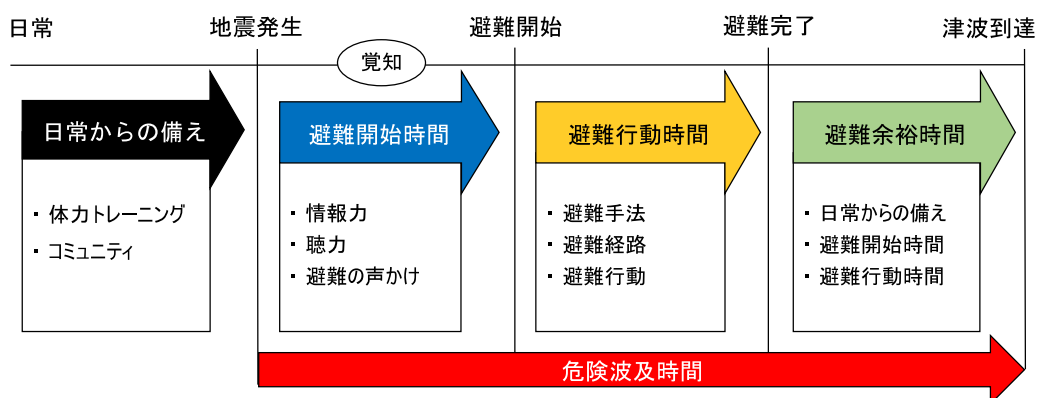 日常
地震発生
避難開始
避難完了
津波到達
覚知
日常からの備え
避難開始時間
避難行動時間
避難余裕時間
・体力トレーニング
・コミュニティ
・情報力
・聴力
・避難の声かけ
・避難手法
・避難経路
・避難行動
・日常からの備え
・避難開始時間
・避難行動時間
危険波及時間